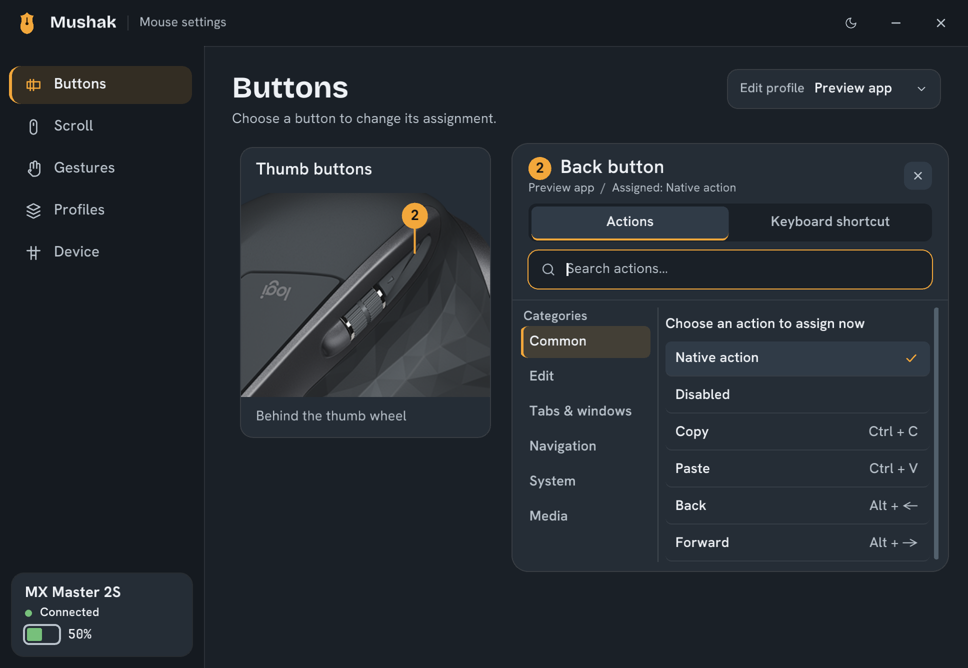 Mushak
Mouse settings
Buttons
Scroll
Gestures
Profiles
Device
MX Master 2S
Connected
50%
Buttons
Choose a button to change its assignment.
Edit profile Preview app
Thumb buttons
2
logi
Behind the thumb wheel
2 Back button
Preview app / Assigned: Native action
Actions
Keyboard shortcut
Search actions...
Categories
Common
Edit
Tabs & windows
Navigation
System
Media
Choose an action to assign now
Native action
Disabled
Copy Ctrl + C
Paste Ctrl + V
Back Alt + ←
Forward Alt + →